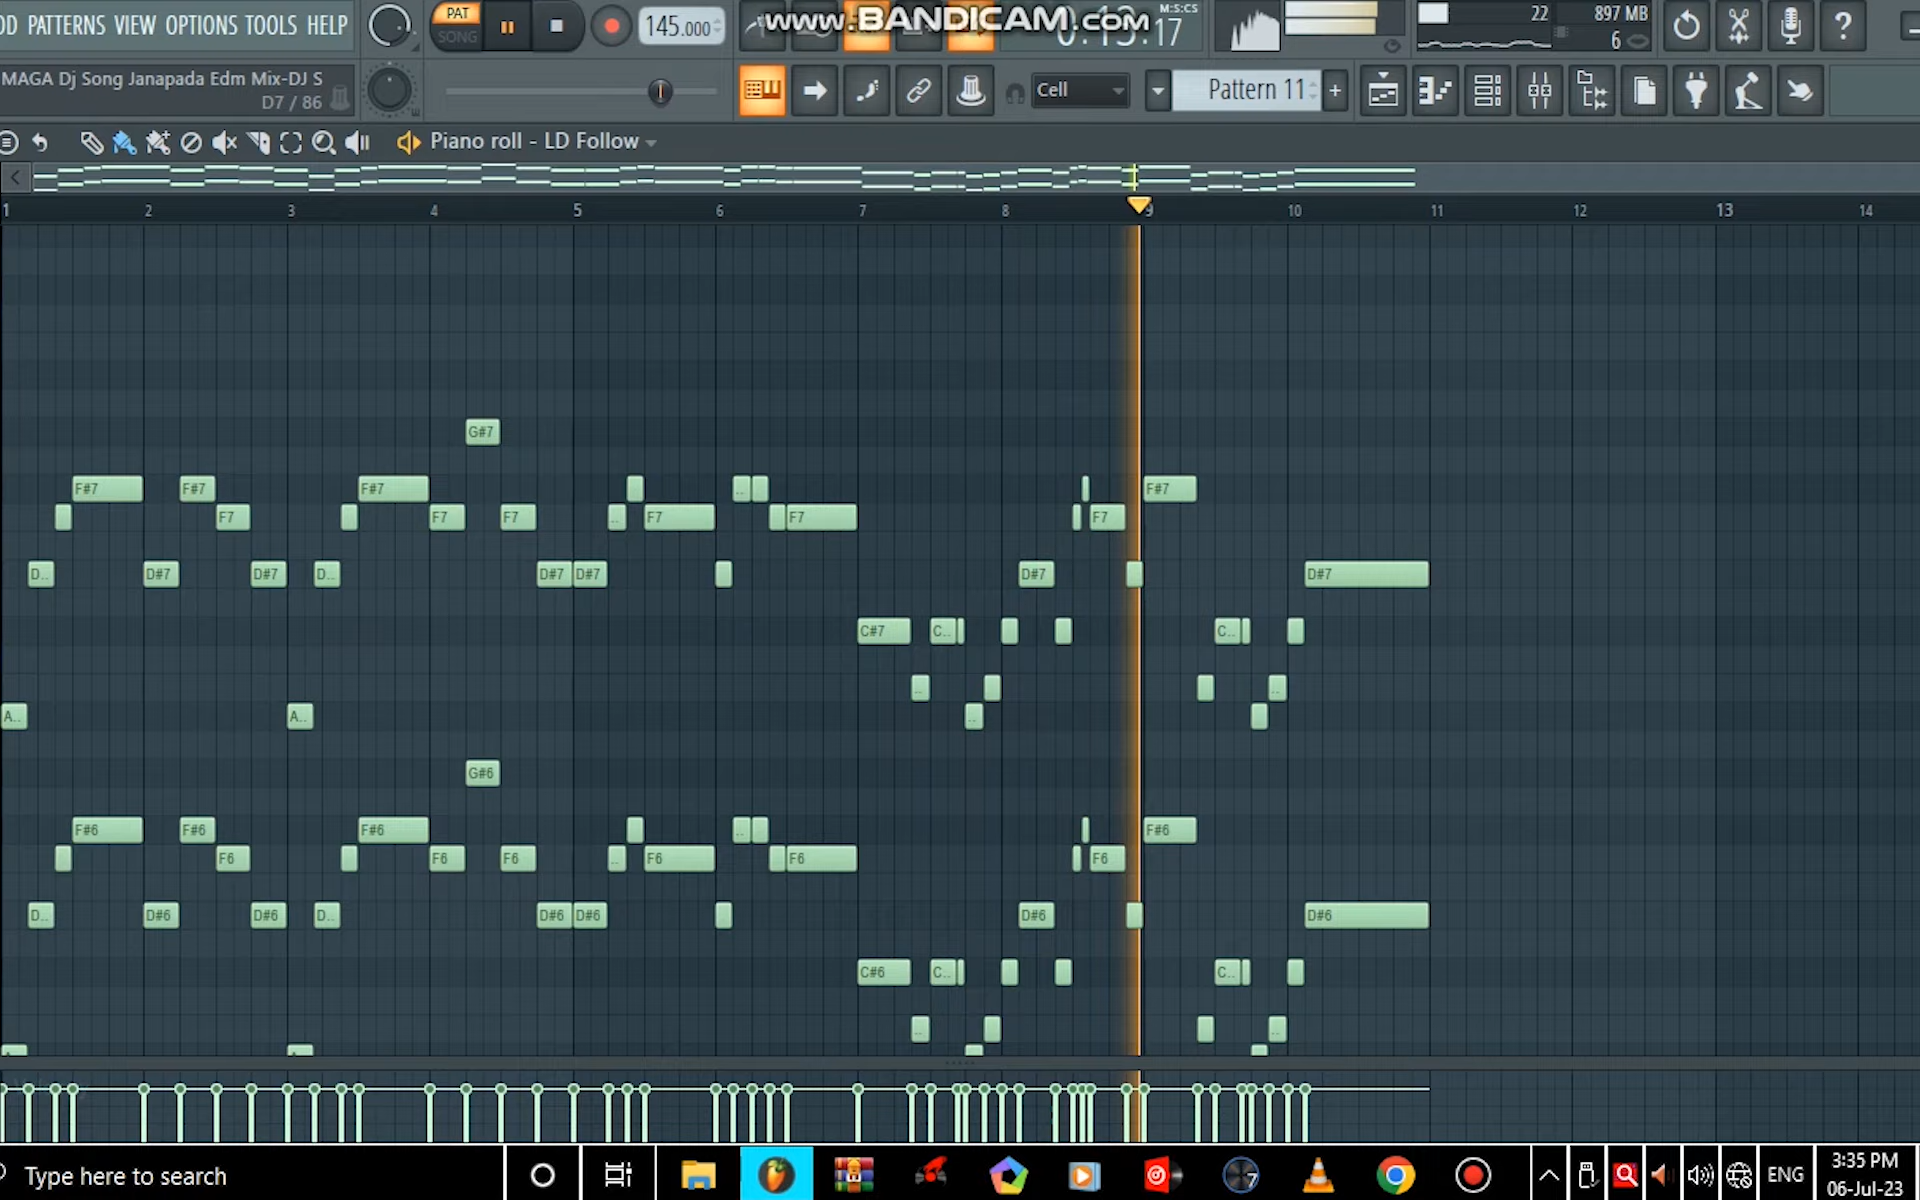 OD PATTERNS VIEW OPTIONS TOOLS HELP
PAT
SONG
145.000
www.BANDICAM.com
M:S:CS
22
897 MB
6
MAGA Dj Song Janapada Edm Mix-DJ S
D7 / 86
Cell
Pattern 11
Piano roll - LD Follow
1 2 3 4 5 6 7 8 9 10 11 12 13 14
G#7
F#7 F#7 F#7 F#7
F7 F7 F7 F7 F7 F7
D.. D#7 D#7 D.. D#7 D#7 D#7 D#7
C#7 C.. C..
A.. A..
G#6
F#6 F#6 F#6 F#6
F6 F6 F6 F6 F6 F6
D.. D#6 D#6 D.. D#6 D#6 D#6 D#6
C#6 C.. C..
Type here to search
ENG
3:35 PM
06-Jul-23